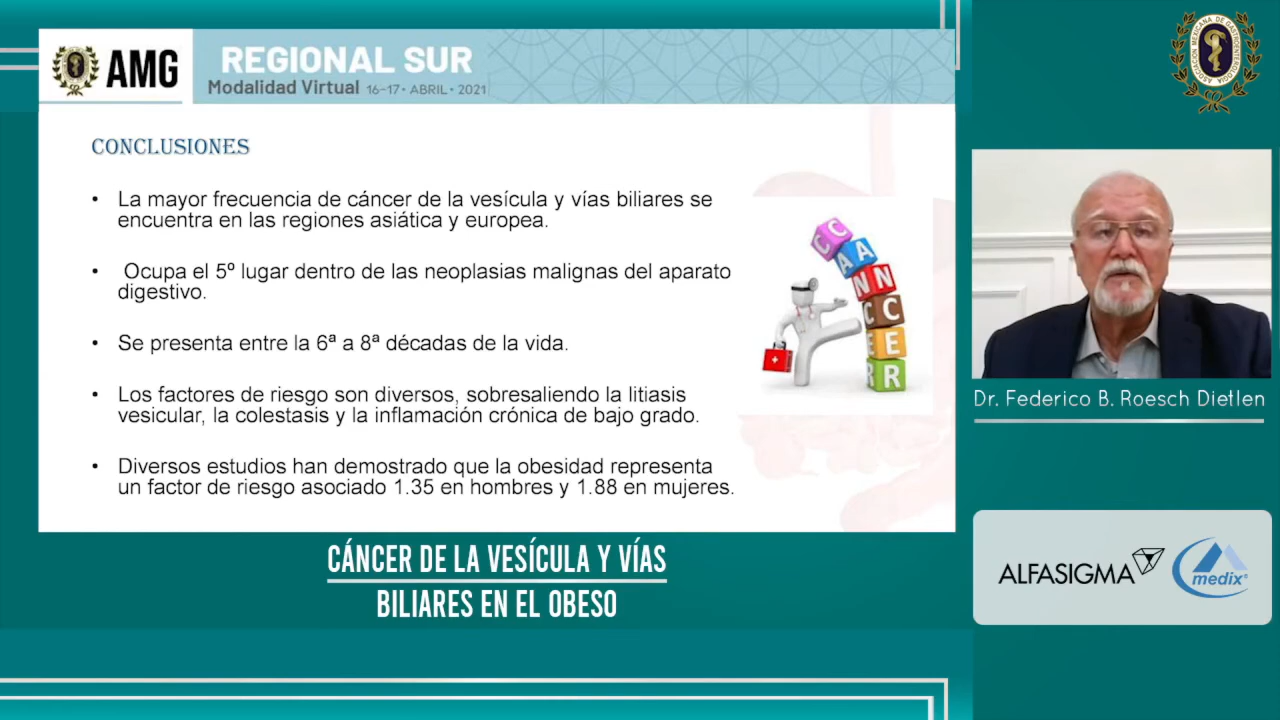 AMG
REGIONAL SUR
Modalidad Virtual 16-17 • ABRIL • 2021
ASOCIACIÓN MEXICANA DE GASTROENTEROLOGÍA
CONCLUSIONES
• La mayor frecuencia de cáncer de la vesícula y vías biliares se
encuentra en las regiones asiática y europea.
• Ocupa el 5º lugar dentro de las neoplasias malignas del aparato
digestivo.
• Se presenta entre la 6ª a 8ª décadas de la vida.
• Los factores de riesgo son diversos, sobresaliendo la litiasis
vesicular, la colestasis y la inflamación crónica de bajo grado.
• Diversos estudios han demostrado que la obesidad representa
un factor de riesgo asociado 1.35 en hombres y 1.88 en mujeres.
C C
A A
N N
C C
E E
R R
Dr. Federico B. Roesch Dietlen
ALFASIGMA
medix®
CÁNCER DE LA VESÍCULA Y VÍAS
BILIARES EN EL OBESO